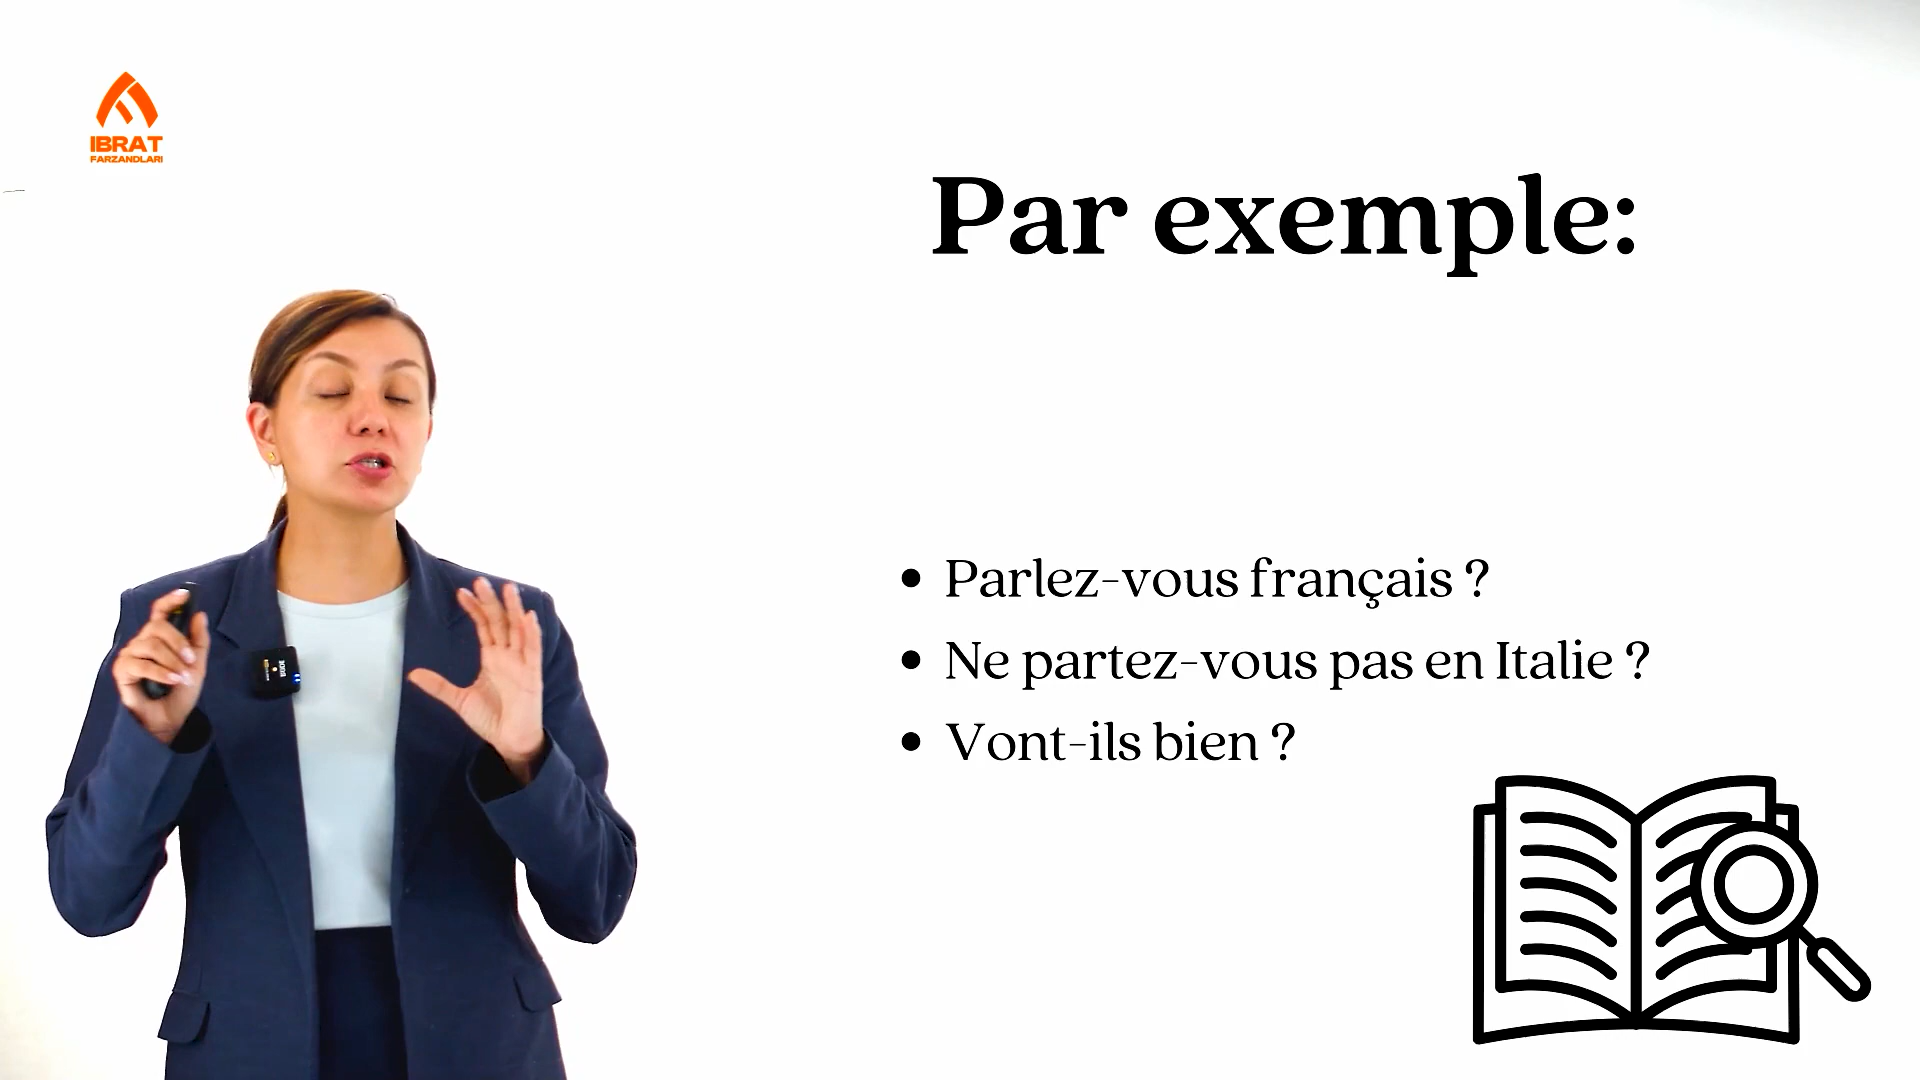 IBRAT
FARZANDLARI
Par exemple:
Parlez-vous français ?
Ne partez-vous pas en Italie ?
Vont-ils bien ?